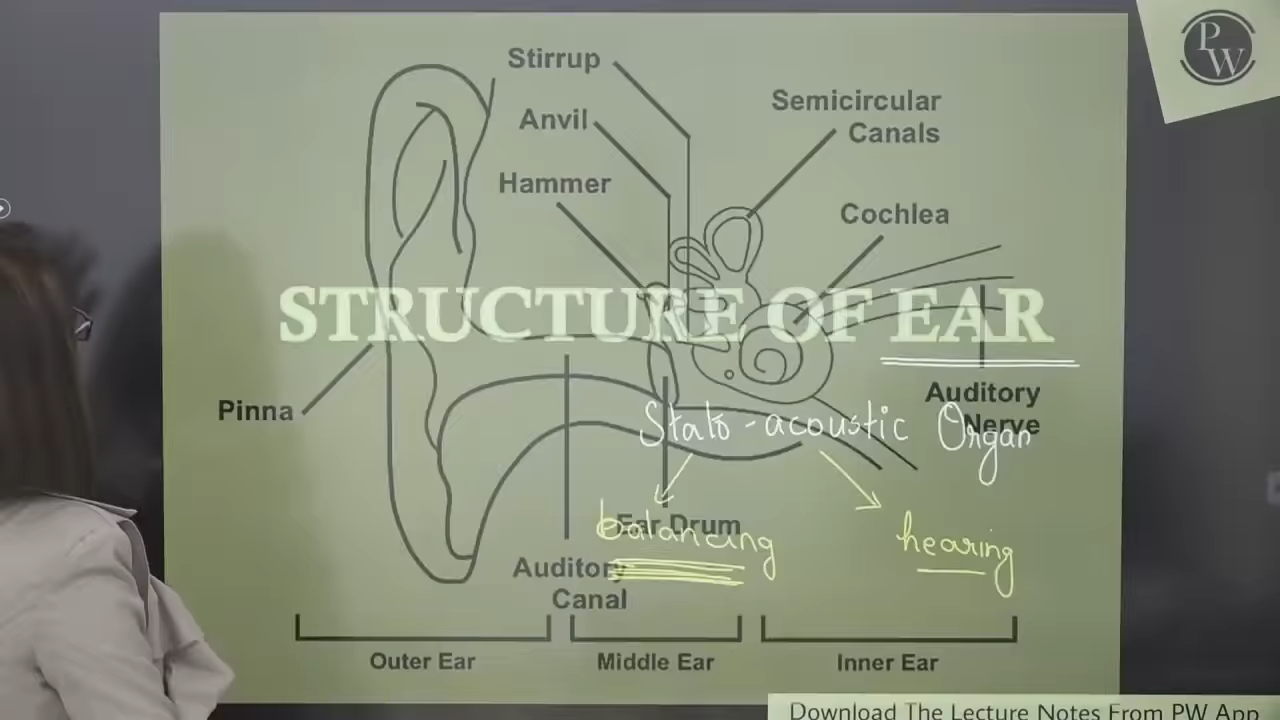 PW
Stirrup
Semicircular
Canals
Anvil
Hammer
Cochlea
STRUCTURE OF EAR
Pinna
Auditory
Nerve
Stato-acoustic Organ
Ear Drum
balancing
hearing
Auditory
Canal
Outer Ear
Middle Ear
Inner Ear
Download The Lecture Notes From PW App